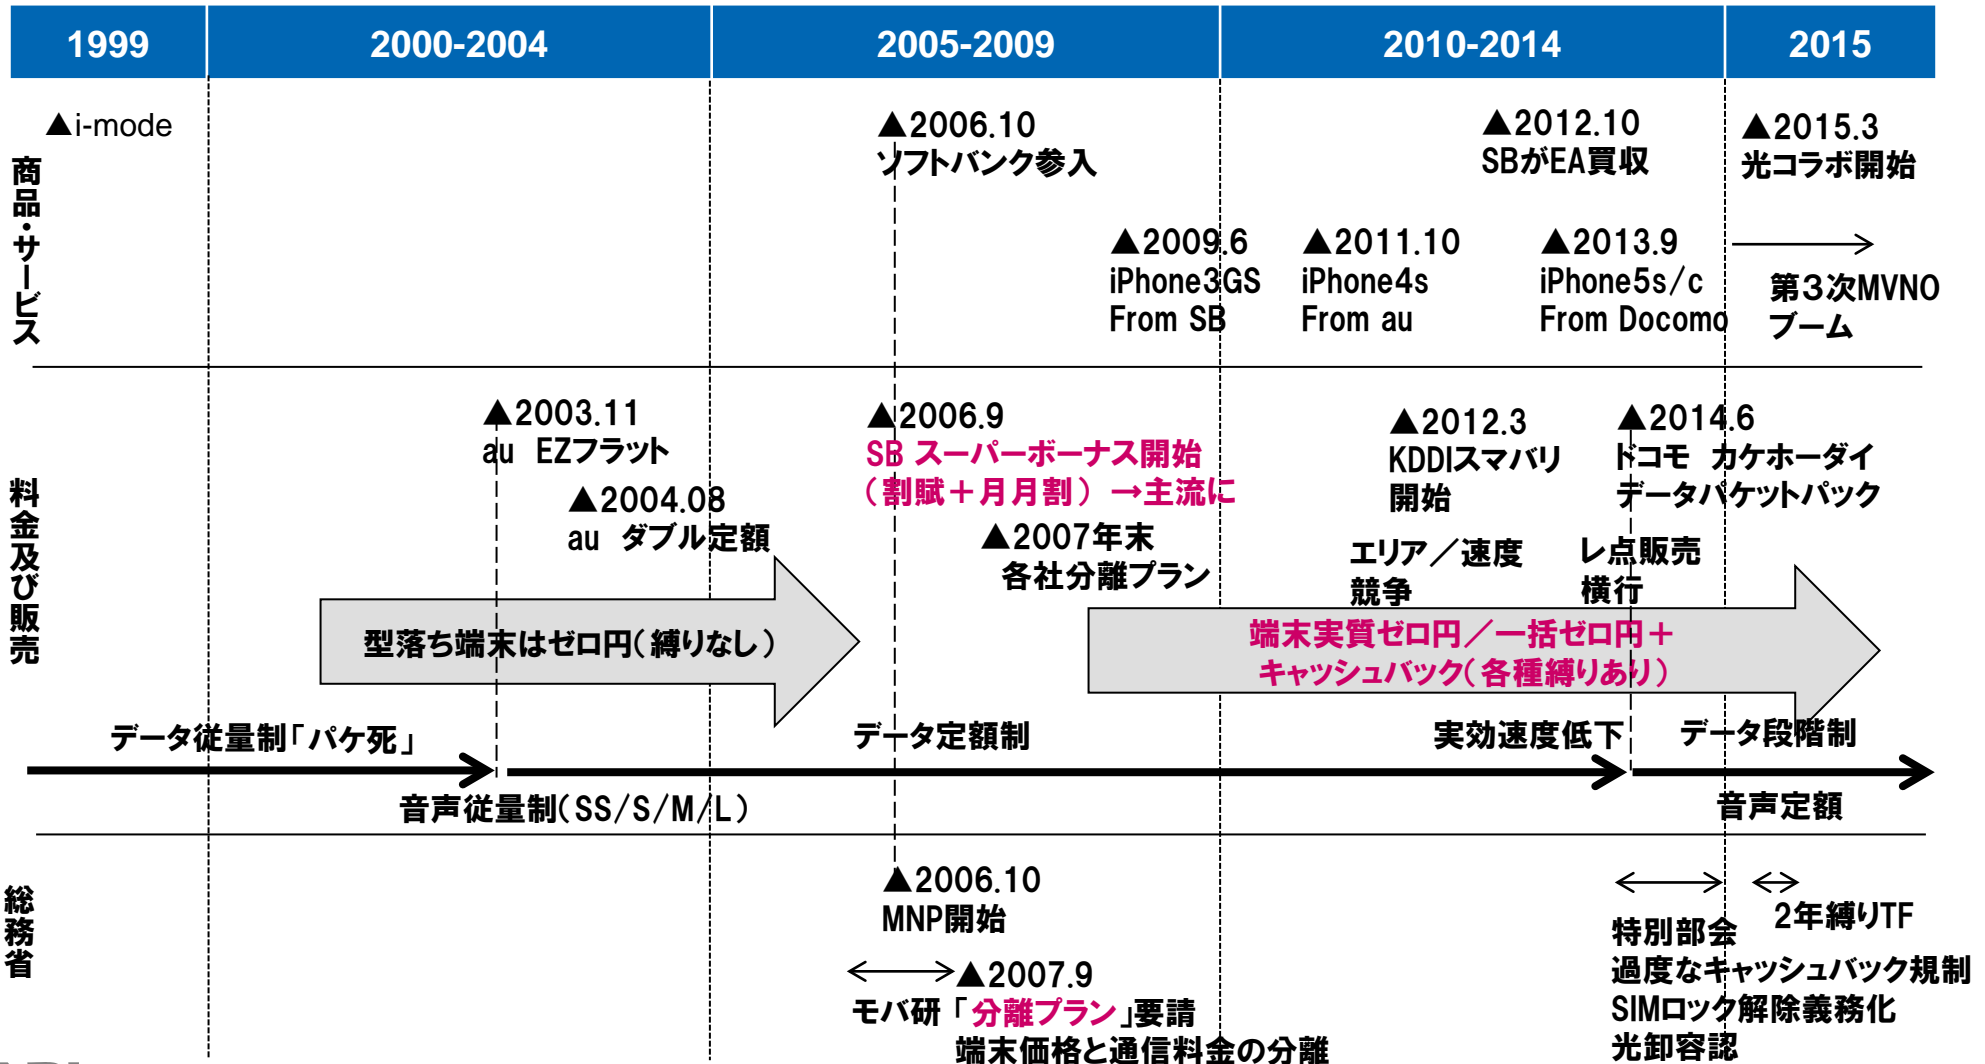 1999
2000-2004
2005-2009
2010-2014
2015
商品・サービス
▲i-mode
▲2006.10
ソフトバンク参入
▲2012.10
SBがEA買収
▲2015.3
光コラボ開始
▲2009.6
iPhone3GS
From SB
▲2011.10
iPhone4s
From au
▲2013.9
iPhone5s/c
From Docomo
第3次MVNO
ブーム
料金及び販売
▲2003.11
au EZフラット
▲2004.08
au ダブル定額
▲2006.9
SB スーパーボーナス開始
(割賦+月月割) →主流に
▲2007年末
各社分離プラン
▲2012.3
KDDIスマバリ
開始
▲2014.6
ドコモ カケホーダイ
データパケットパック
エリア/速度
競争
レ点販売
横行
型落ち端末はゼロ円(縛りなし)
端末実質ゼロ円/一括ゼロ円+
キャッシュバック(各種縛りあり)
データ従量制「パケ死」
データ定額制
実効速度低下
データ段階制
音声従量制(SS/S/M/L)
音声定額
総務省
▲2006.10
MNP開始
▲2007.9
モバ研「分離プラン」要請
端末価格と通信料金の分離
2年縛りTF
特別部会
過度なキャッシュバック規制
SIMロック解除義務化
光卸容認